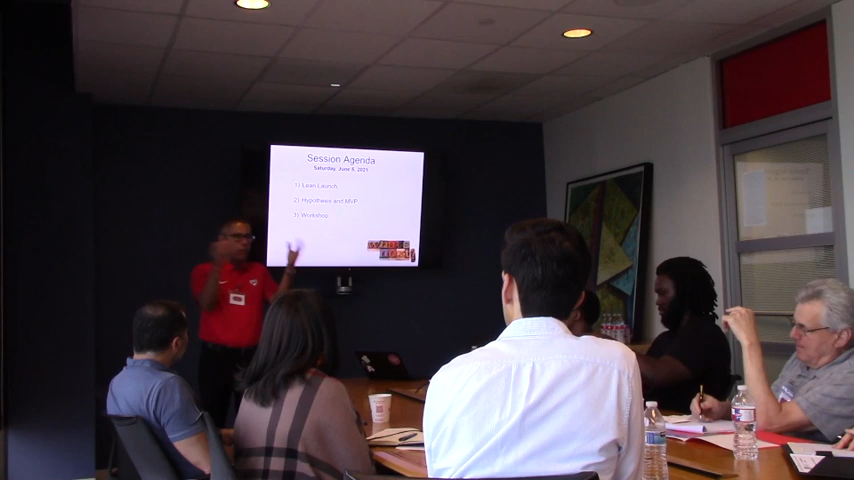 Session Agenda
Saturday, June 5, 2021
1) Lean Launch
2) Hypothesis and MVP
3) Workshop